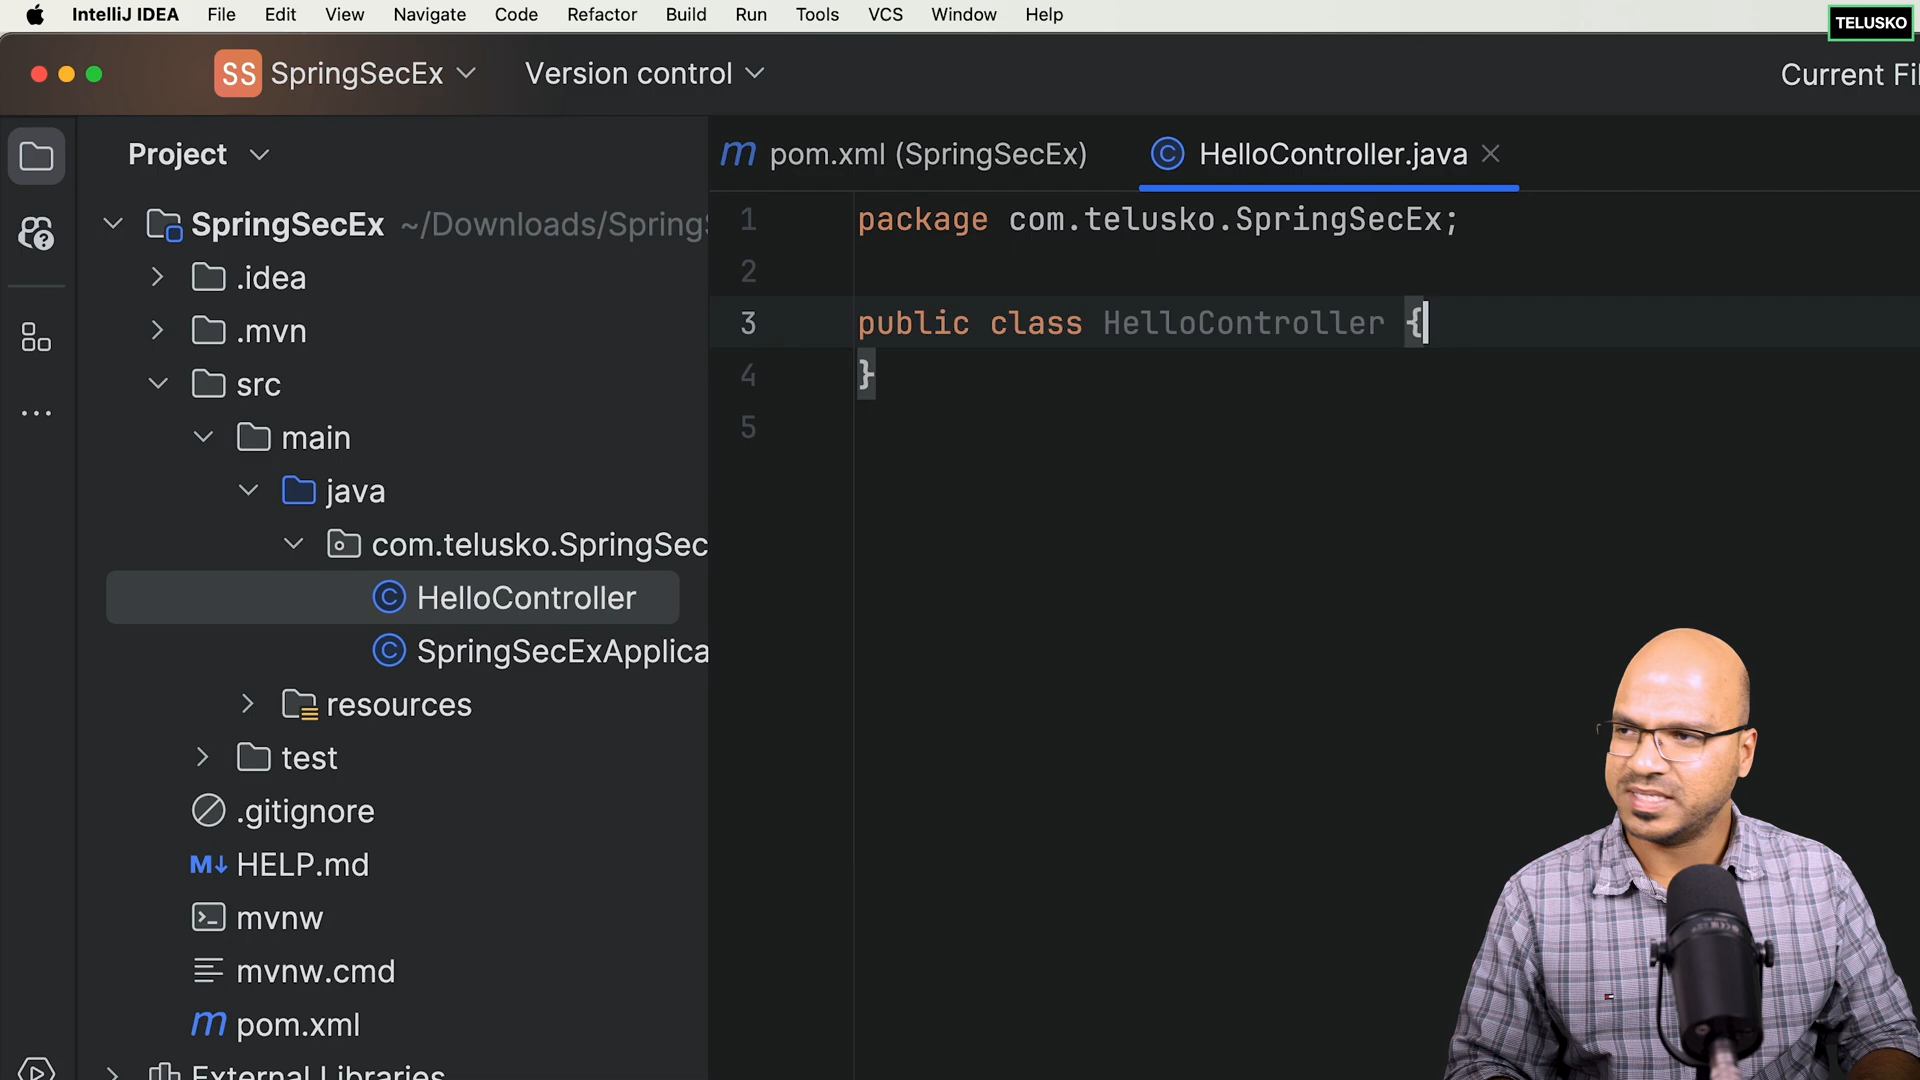 IntelliJ IDEA File Edit View Navigate Code Refactor Build Run Tools VCS Window Help
TELUSKO
SS SpringSecEx Version control Current Fil
Project
m pom.xml (SpringSecEx) C HelloController.java
SpringSecEx ~/Downloads/Springs
.idea
.mvn
src
main
java
com.telusko.SpringSec
C HelloController
C SpringSecExApplica
resources
test
.gitignore
M↓ HELP.md
mvnw
mvnw.cmd
m pom.xml
External Libraries
1 package com.telusko.SpringSecEx;
2
3 public class HelloController {
4 }
5